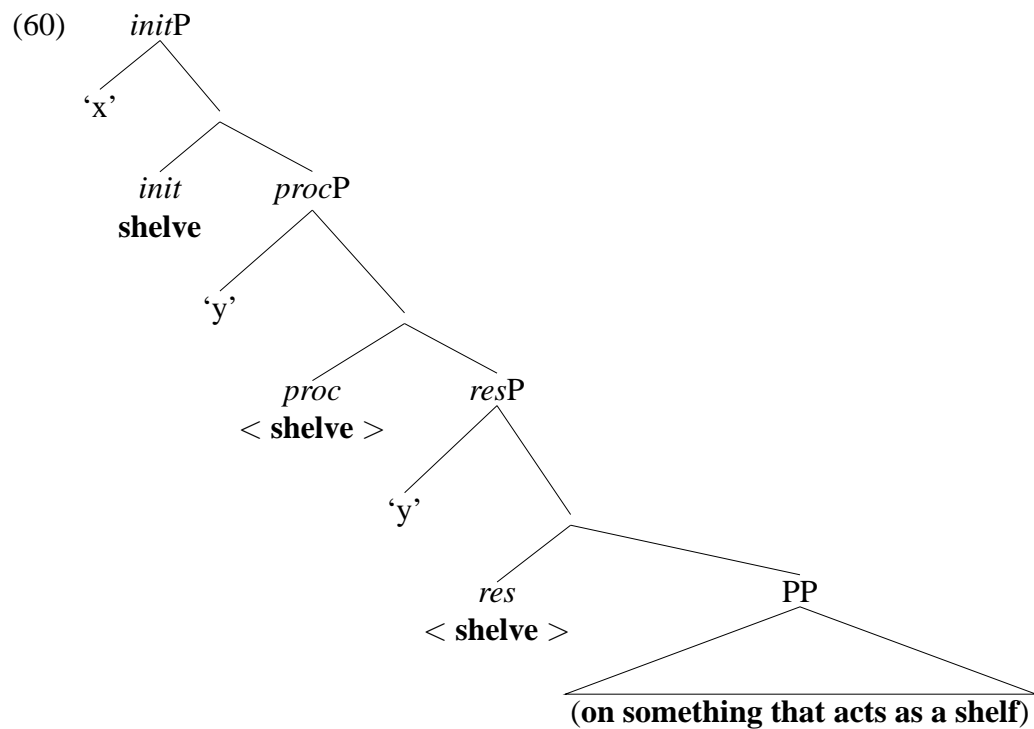 (60) initP
‘x’
init procP
shelve
‘y’
proc resP
< shelve >
‘y’
res PP
< shelve >
(on something that acts as a shelf)